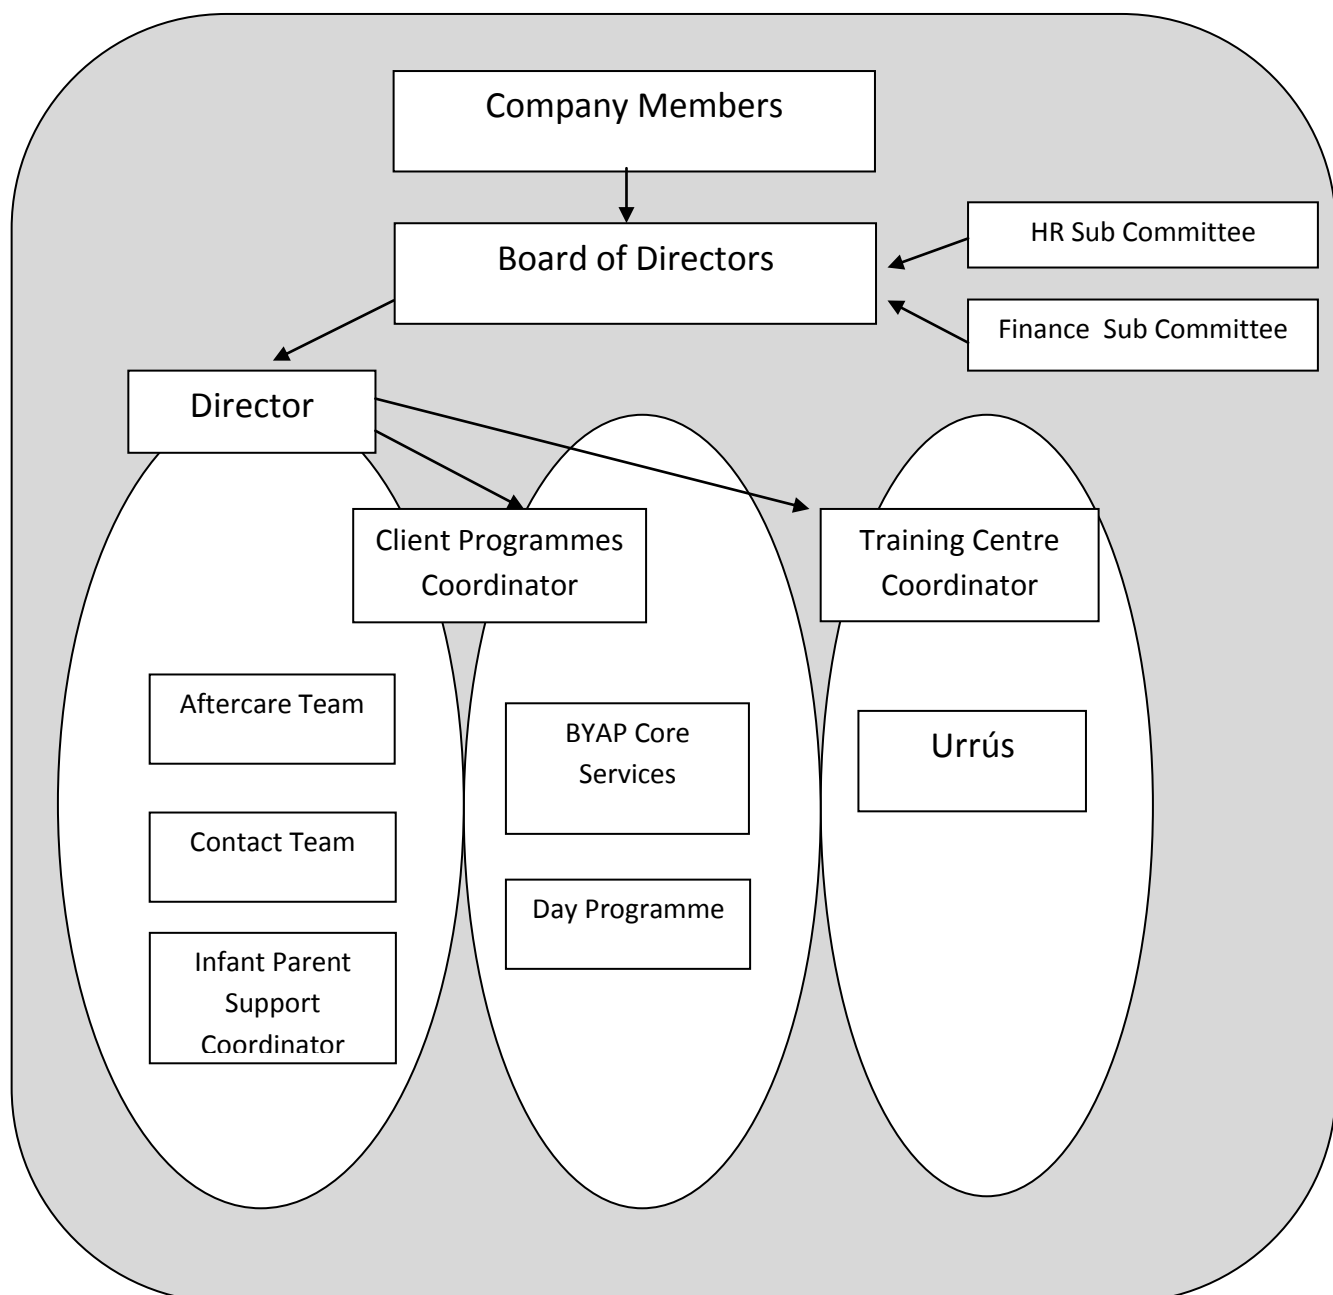 Company Members
Board of Directors
HR Sub Committee
Finance  Sub Committee
Director
Client Programmes
Coordinator
Training Centre
Coordinator
Aftercare Team
Contact Team
Infant Parent
Support
Coordinator
BYAP Core
Services
Day Programme
Urrús